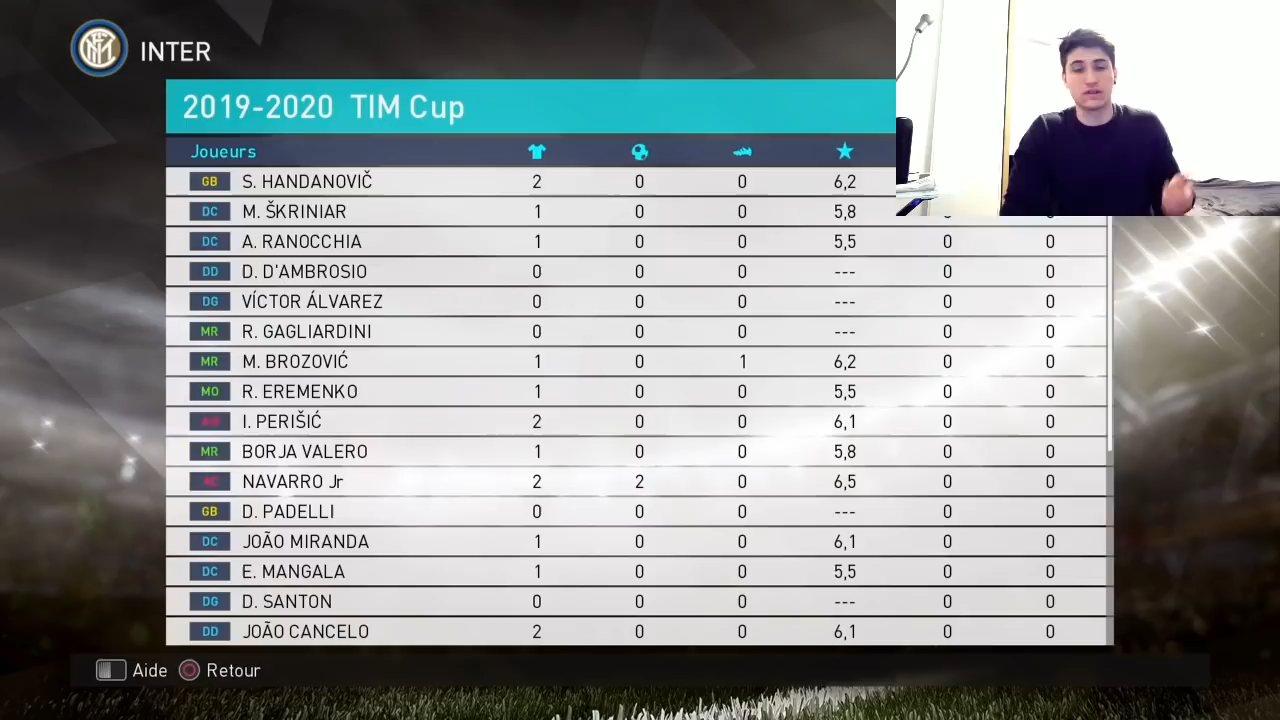 INTER
2019-2020 TIM Cup
Joueurs
GB S. HANDANOVIČ 2 0 0 6,2
DC M. ŠKRINIAR 1 0 0 5,8 0 0
DC A. RANOCCHIA 1 0 0 5,5 0 0
DD D. D'AMBROSIO 0 0 0 --- 0 0
DG VÍCTOR ÁLVAREZ 0 0 0 --- 0 0
MR R. GAGLIARDINI 0 0 0 --- 0 0
MR M. BROZOVIĆ 1 0 1 6,2 0 0
MO R. EREMENKO 1 0 0 5,5 0 0
I. PERIŠIĆ 2 0 0 6,1 0 0
MR BORJA VALERO 1 0 0 5,8 0 0
NAVARRO Jr 2 2 0 6,5 0 0
GB D. PADELLI 0 0 0 --- 0 0
DC JOÃO MIRANDA 1 0 0 6,1 0 0
DC E. MANGALA 1 0 0 5,5 0 0
DG D. SANTON 0 0 0 --- 0 0
DD JOÃO CANCELO 2 0 0 6,1 0 0
Aide Retour